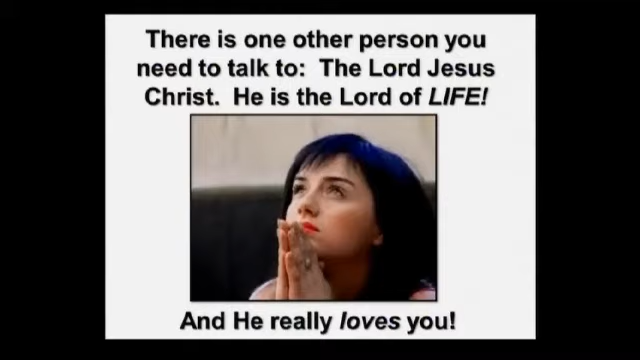 There is one other person you
need to talk to: The Lord Jesus
Christ. He is the Lord of LIFE!
And He really loves you!